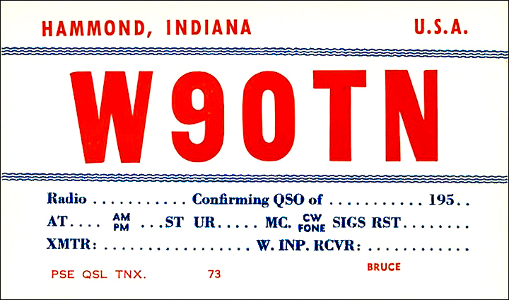 HAMMOND, INDIANA U.S.A.
W9OTN
Radio .......... Confirming QSO of ........... 195..
AT.... AM PM ...ST UR..... MC. CW FONE SIGS RST.......
XMTR: .................. W. INP. RCVR: ............
PSE QSL TNX. 73 BRUCE